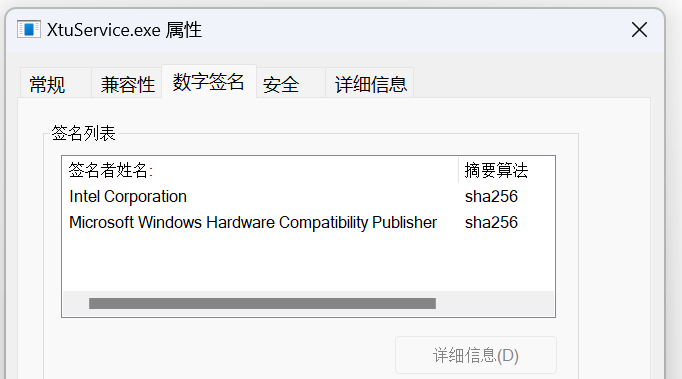 XtuService.exe 属性
常规 兼容性 数字签名 安全 详细信息
签名列表
签名者姓名: 摘要算法
Intel Corporation sha256
Microsoft Windows Hardware Compatibility Publisher sha256
详细信息(D)